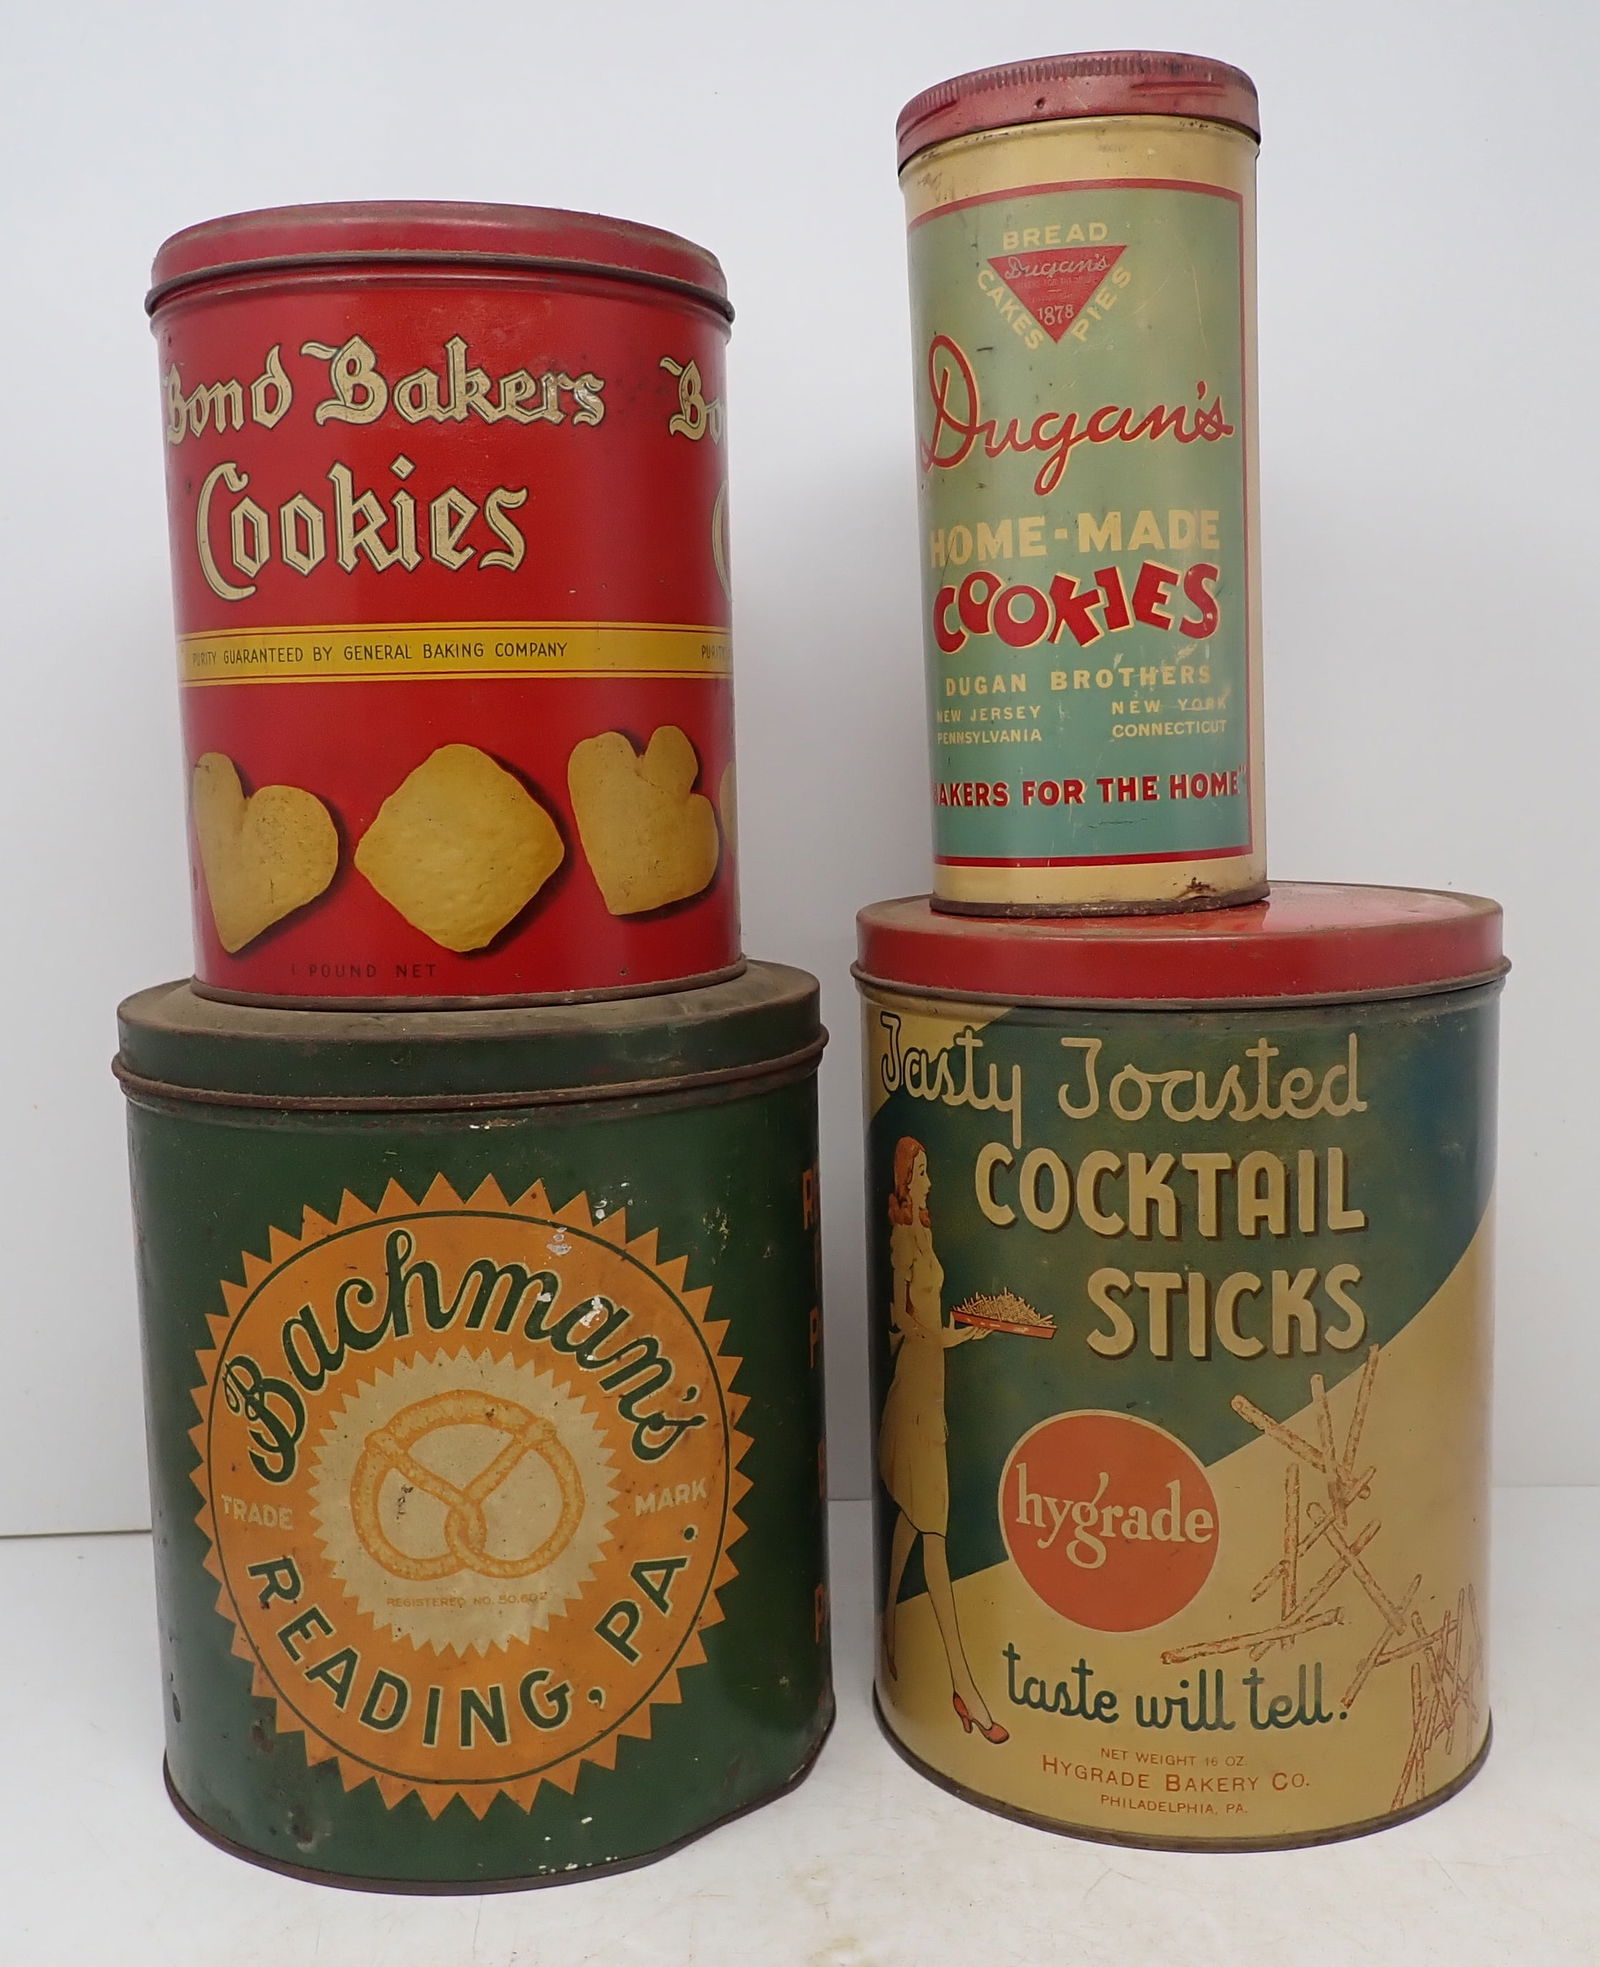 Bond Bakers
Cookies
PURITY GUARANTEED BY GENERAL BAKING COMPANY
1 POUND NET
BREAD
CAKES
PIES
Dugan's
1878
Dugan's
HOME-MADE
COOKIES
DUGAN BROTHERS
NEW JERSEY NEW YORK
PENNSYLVANIA CONNECTICUT
BAKERS FOR THE HOME"
Bachman's
TRADE MARK
REGISTERED NO. 50,602
READING, PA.
Tasty Toasted
COCKTAIL
STICKS
hygrade
taste will tell.
NET WEIGHT 16 OZ.
HYGRADE BAKERY CO.
PHILADELPHIA, PA.